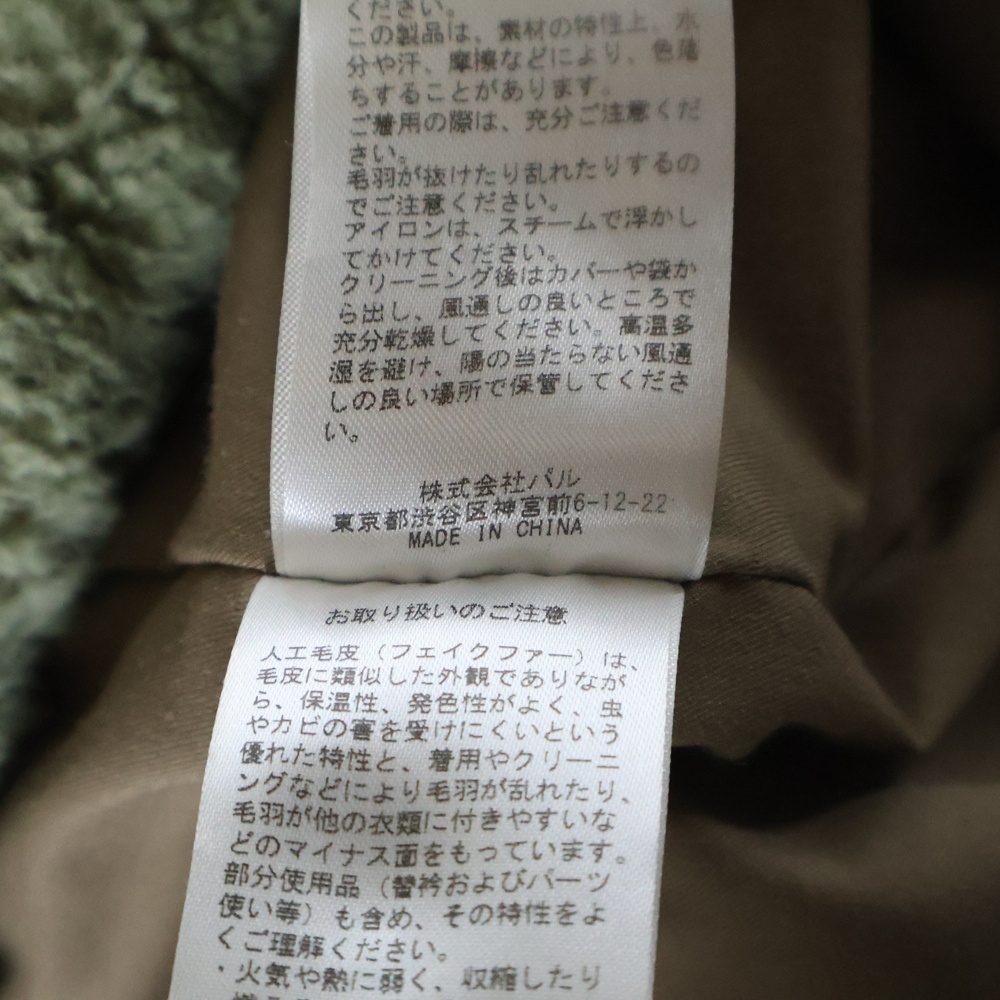 ください。
この製品は、素材の特性上、水
分や汗、摩擦などにより、色落
ちすることがあります。
ご着用の際は、充分ご注意くだ
さい。
毛羽が抜けたり乱れたりするの
でご注意ください。
アイロンは、スチームで浮かし
てかけてください。
クリーニング後はカバーや袋か
ら出し、風通しの良いところで
充分乾燥してください。高温多
湿を避け、陽の当たらない風通
しの良い場所で保管してくださ
い。
株式会社パル
東京都渋谷区神宮前6-12-22
MADE IN CHINA
お取り扱いのご注意
人工毛皮（フェイクファー）は、
毛皮に類似した外観でありなが
ら、保温性、発色性がよく、虫
やカビの害を受けにくいという
優れた特性と、着用やクリーニ
ングなどにより毛羽が乱れたり、
毛羽が他の衣類に付きやすいな
どのマイナス面をもっています。
部分使用品（替衿およびパーツ
使い等）も含め、その特性をよ
くご理解ください。
・火気や熱に弱く、収縮したり